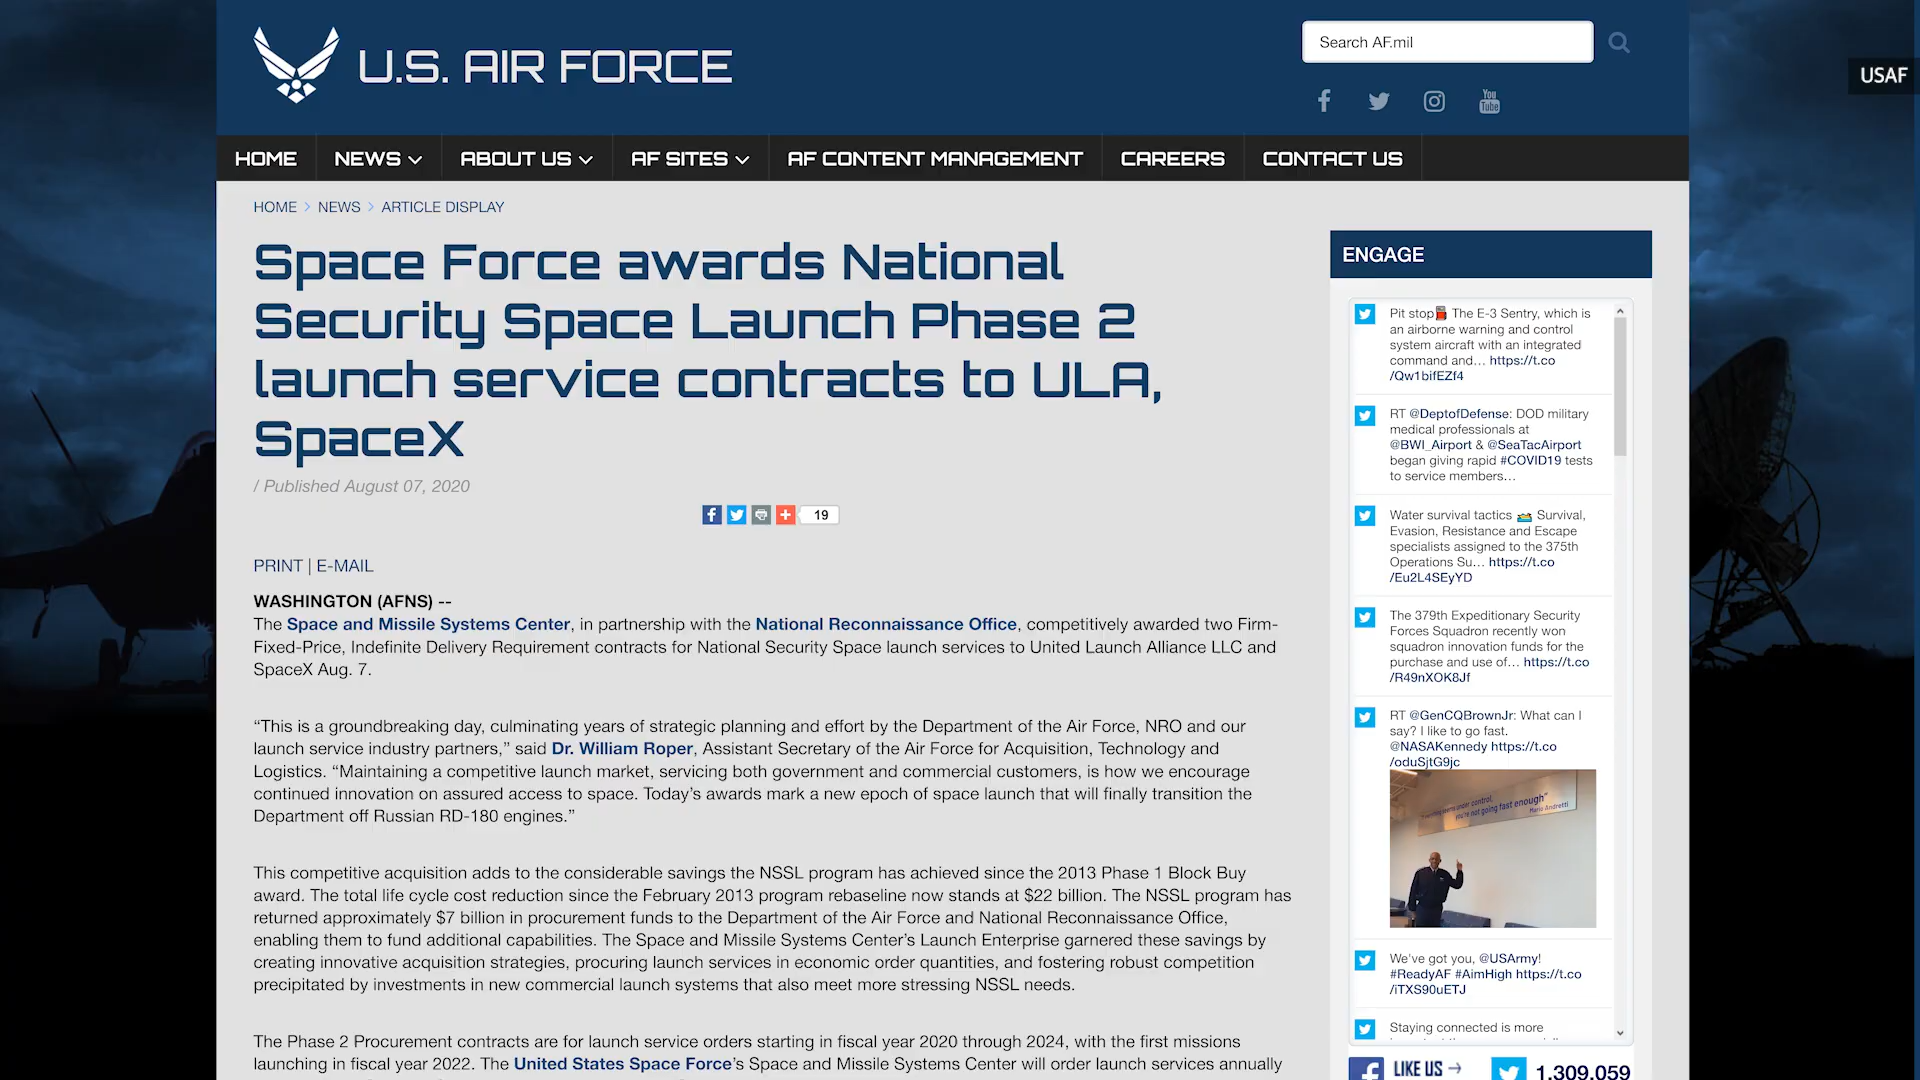 U.S. AIR FORCE
Search AF.mil
USAF
You
Tube
HOME
NEWS
ABOUT US
AF SITES
AF CONTENT MANAGEMENT
CAREERS
CONTACT US
HOME > NEWS > ARTICLE DISPLAY
Space Force awards National
Security Space Launch Phase 2
launch service contracts to ULA,
SpaceX
/ Published August 07, 2020
19
PRINT | E-MAIL
WASHINGTON (AFNS) --
The Space and Missile Systems Center, in partnership with the National Reconnaissance Office, competitively awarded two Firm-
Fixed-Price, Indefinite Delivery Requirement contracts for National Security Space launch services to United Launch Alliance LLC and
SpaceX Aug. 7.
“This is a groundbreaking day, culminating years of strategic planning and effort by the Department of the Air Force, NRO and our
launch service industry partners,” said Dr. William Roper, Assistant Secretary of the Air Force for Acquisition, Technology and
Logistics. “Maintaining a competitive launch market, servicing both government and commercial customers, is how we encourage
continued innovation on assured access to space. Today’s awards mark a new epoch of space launch that will finally transition the
Department off Russian RD-180 engines.”
This competitive acquisition adds to the considerable savings the NSSL program has achieved since the 2013 Phase 1 Block Buy
award. The total life cycle cost reduction since the February 2013 program rebaseline now stands at $22 billion. The NSSL program has
returned approximately $7 billion in procurement funds to the Department of the Air Force and National Reconnaissance Office,
enabling them to fund additional capabilities. The Space and Missile Systems Center’s Launch Enterprise garnered these savings by
creating innovative acquisition strategies, procuring launch services in economic order quantities, and fostering robust competition
precipitated by investments in new commercial launch systems that also meet more stressing NSSL needs.
The Phase 2 Procurement contracts are for launch service orders starting in fiscal year 2020 through 2024, with the first missions
launching in fiscal year 2022. The United States Space Force’s Space and Missile Systems Center will order launch services annually
ENGAGE
Pit stop The E-3 Sentry, which is
an airborne warning and control
system aircraft with an integrated
command and… https://t.co
/Qw1bifEZf4
RT @DeptofDefense: DOD military
medical professionals at
@BWI_Airport & @SeaTacAirport
began giving rapid #COVID19 tests
to service members…
Water survival tactics Survival,
Evasion, Resistance and Escape
specialists assigned to the 375th
Operations Su… https://t.co
/Eu2L4SEyYD
The 379th Expeditionary Security
Forces Squadron recently won
squadron innovation funds for the
purchase and use of… https://t.co
/R49nXOK8Jf
RT @GenCQBrownJr: What can I
say? I like to go fast.
@NASAKennedy https://t.co
/oduSjtG9jc
you're not going fast enough"
Mario Andretti
We've got you, @USArmy!
#ReadyAF #AimHigh https://t.co
/iTXS90uETJ
Staying connected is more
LIKE US
1,309,059